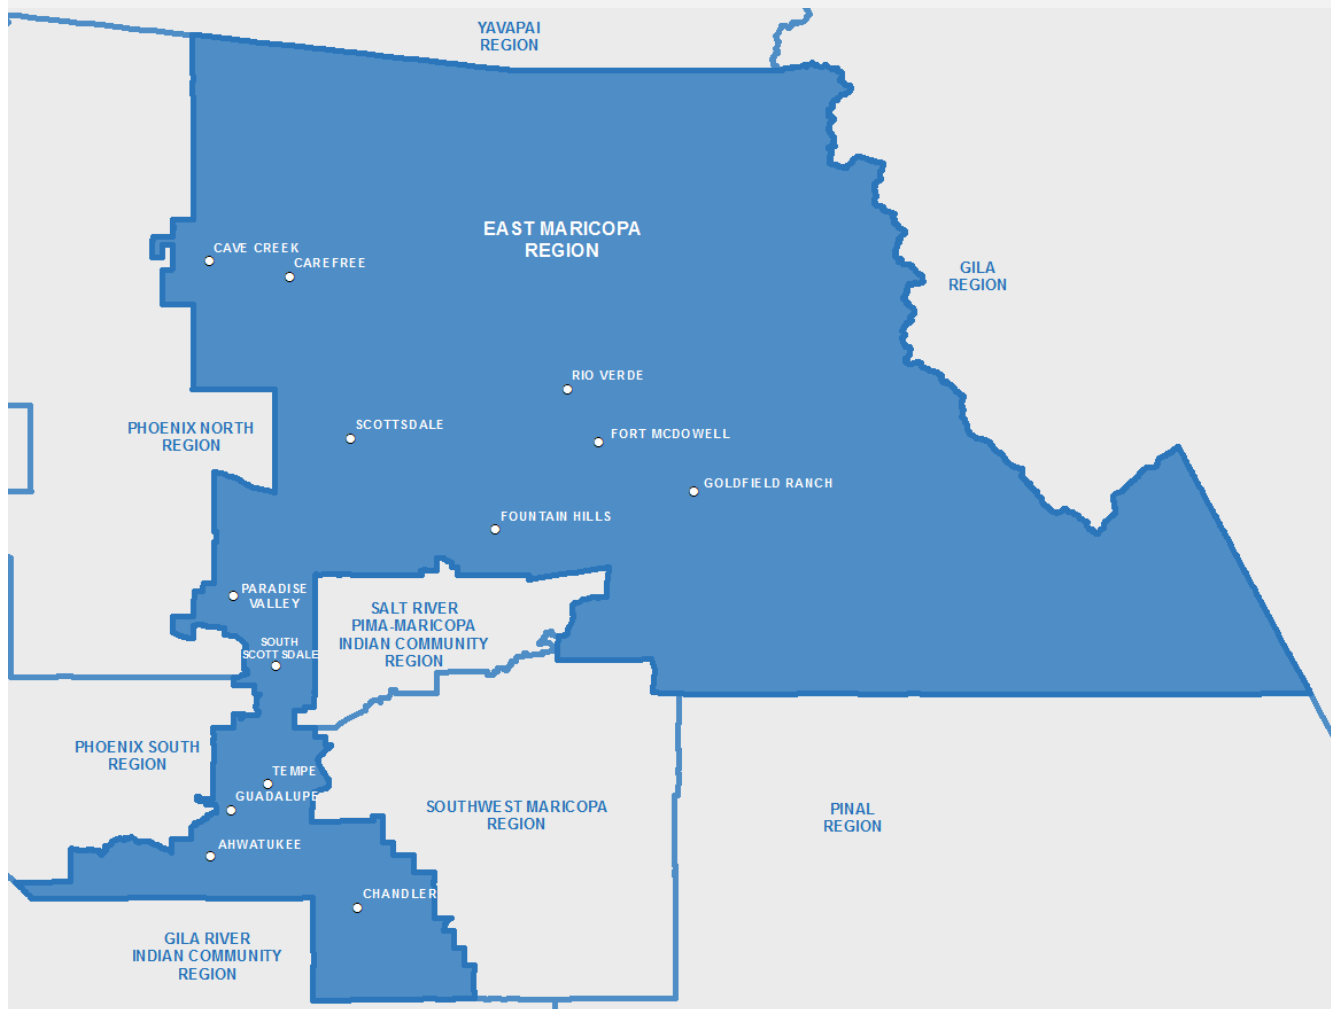 YAVAPAI
REGION
EAST MARICOPA
REGION
CAVE CREEK
CAREFREE
GILA
REGION
RIO VERDE
PHOENIX NORTH
REGION
SCOTTSDALE
FORT MCDOWELL
GOLDFIELD RANCH
FOUNTAIN HILLS
PARADISE
VALLEY
SALT RIVER
PIMA-MARICOPA
INDIAN COMMUNITY
REGION
SOUTH
SCOTTSDALE
PHOENIX SOUTH
REGION
TEMPE
GUADALUPE
SOUTHWEST MARICOPA
REGION
PINAL
REGION
AHWATUKEE
CHANDLER
GILA RIVER
INDIAN COMMUNITY
REGION